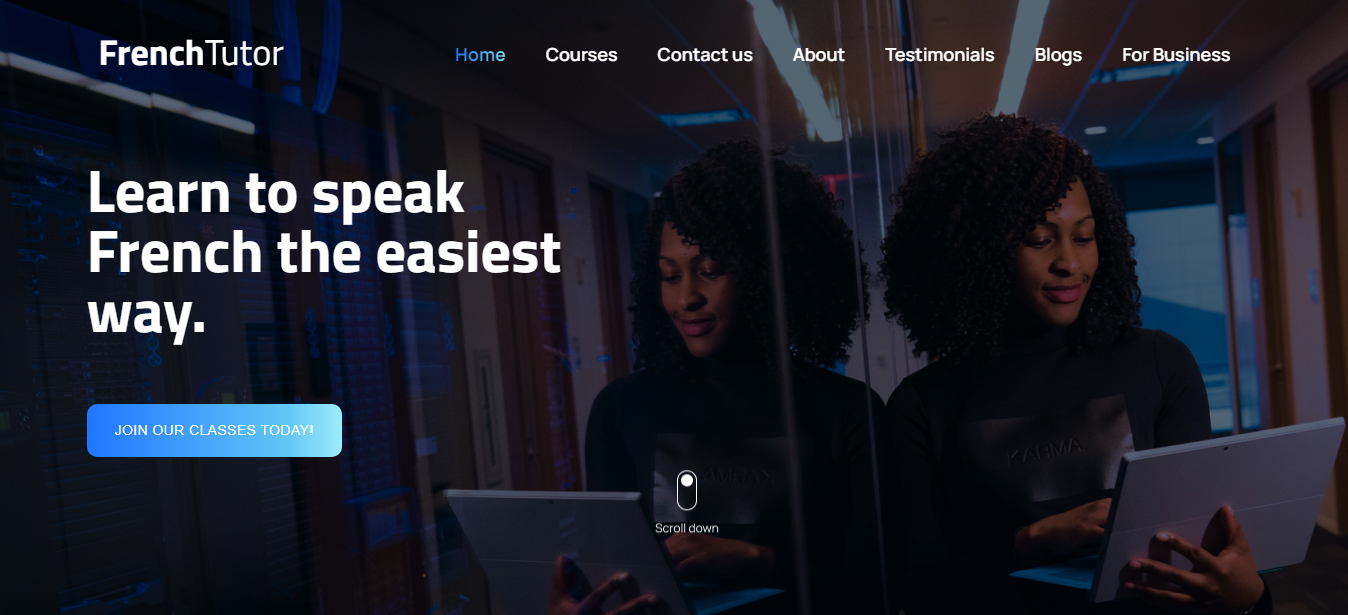 FrenchTutor
Home Courses Contact us About Testimonials Blogs For Business
Learn to speak
French the easiest
way.
JOIN OUR CLASSES TODAY!
KARMA.
Scroll down